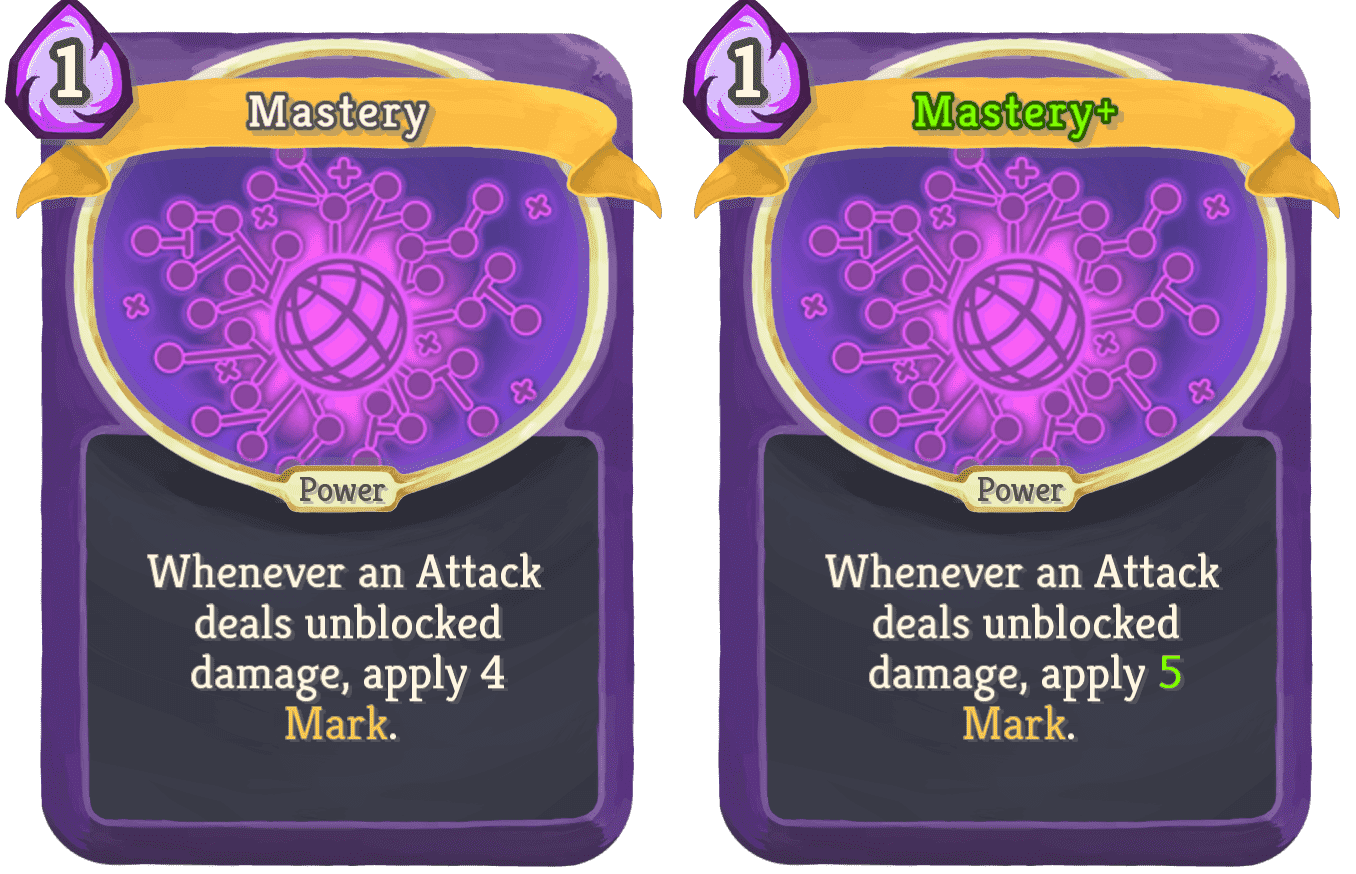 1
Mastery
Power
Whenever an Attack
deals unblocked
damage, apply 4
Mark.
1
Mastery+
Power
Whenever an Attack
deals unblocked
damage, apply 5
Mark.